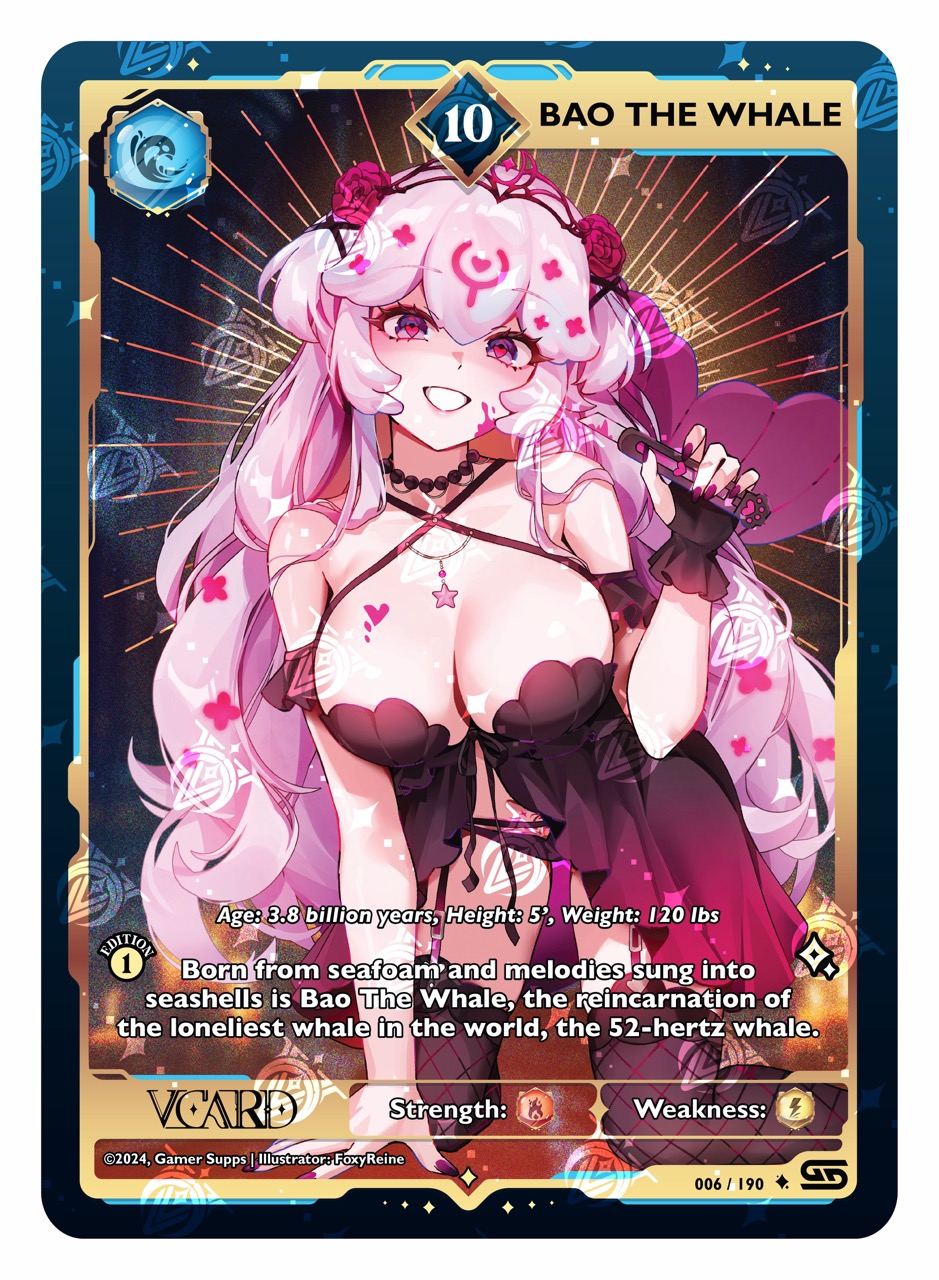 10
BAO THE WHALE
Age: 3.8 billion years, Height: 5', Weight: 120 lbs
EDITION
1
Born from seafoam and melodies sung into
seashells is Bao The Whale, the reincarnation of
the loneliest whale in the world, the 52-hertz whale.
VCARD
Strength:
Weakness:
©2024, Gamer Supps | Illustrator: FoxyReine
006 / 190
GS